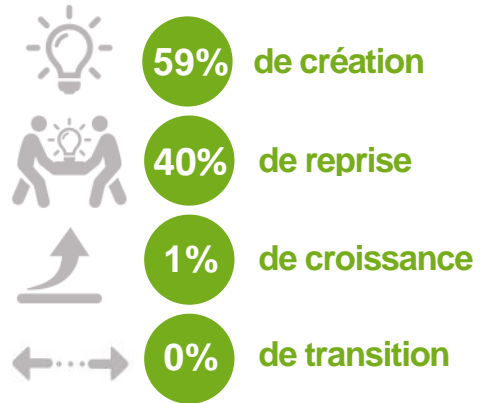 59% de création
40% de reprise
1% de croissance
0% de transition